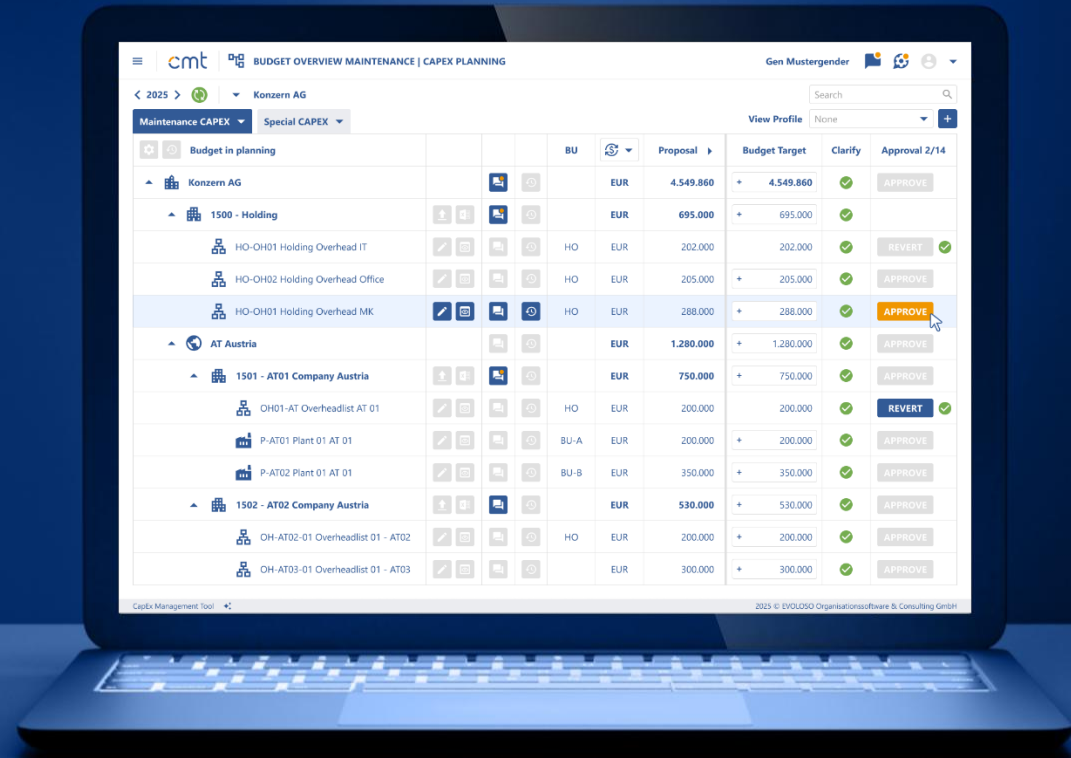 cmt BUDGET OVERVIEW MAINTENANCE | CAPEX PLANNING Gen Mustergender
2025 Konzern AG Search
Maintenance CAPEX Special CAPEX View Profile None +
Budget in planning BU Proposal Budget Target Clarify Approval 2/14
Konzern AG EUR 4.549.860 + 4.549.860 APPROVE
1500 - Holding EUR 695.000 + 695.000
HO-OH01 Holding Overhead IT HO EUR 202.000 202.000 REVERT
HO-OH02 Holding Overhead Office HO EUR 205.000 + 205.000 APPROVE
HO-OH01 Holding Overhead MK HO EUR 288.000 + 288.000 APPROVE
AT Austria EUR 1.280.000 + 1.280.000 APPROVE
1501 - AT01 Company Austria EUR 750.000 + 750.000 APPROVE
OH01-AT Overheadlist AT 01 HO EUR 200.000 200.000 REVERT
P-AT01 Plant 01 AT 01 BU-A EUR 200.000 + 200.000 APPROVE
P-AT02 Plant 01 AT 01 BU-B EUR 350.000 + 350.000 APPROVE
1502 - AT02 Company Austria EUR 530.000 + 530.000 APPROVE
OH-AT02-01 Overheadlist 01 - AT02 HO EUR 200.000 + 200.000 APPROVE
OH-AT03-01 Overheadlist 01 - AT03 EUR 300.000 + 300.000 APPROVE
CapEx Management Tool 2025 © EVOLOSO Organisationssoftware & Consulting GmbH